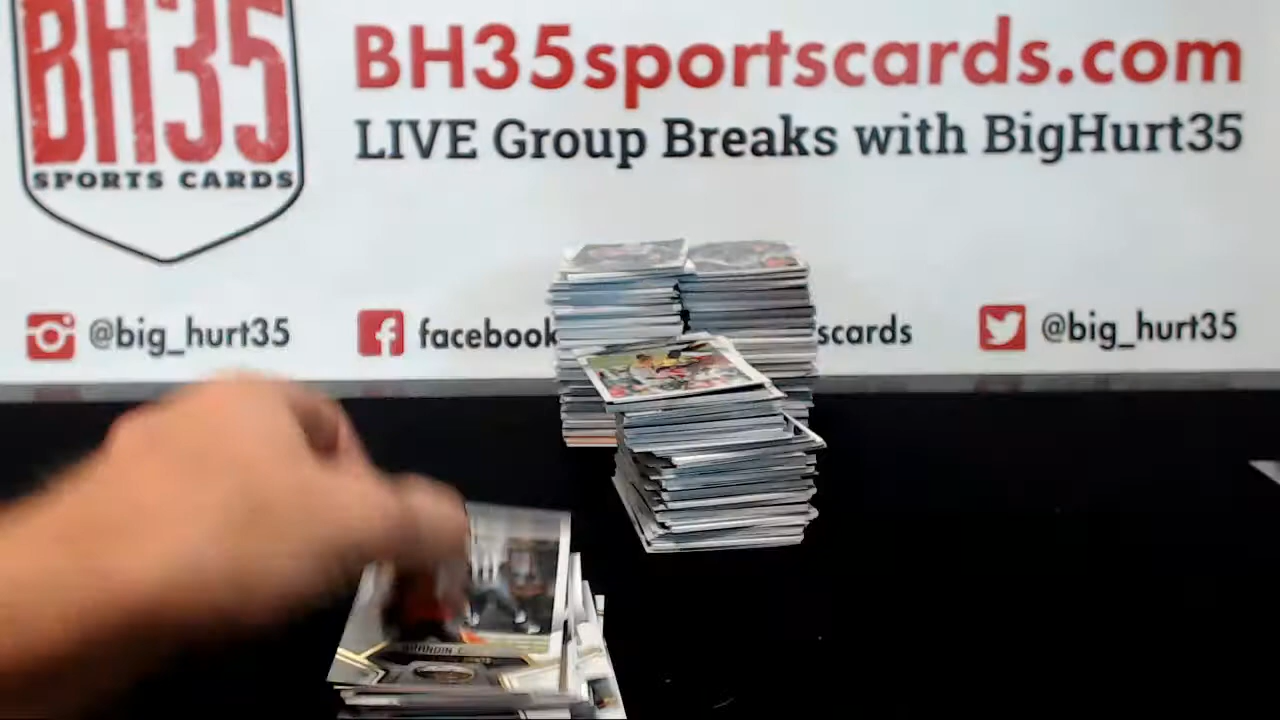 BH35
SPORTS CARDS
BH35sportscards.com
LIVE Group Breaks with BigHurt35
@big_hurt35
facebook
scards
@big_hurt35